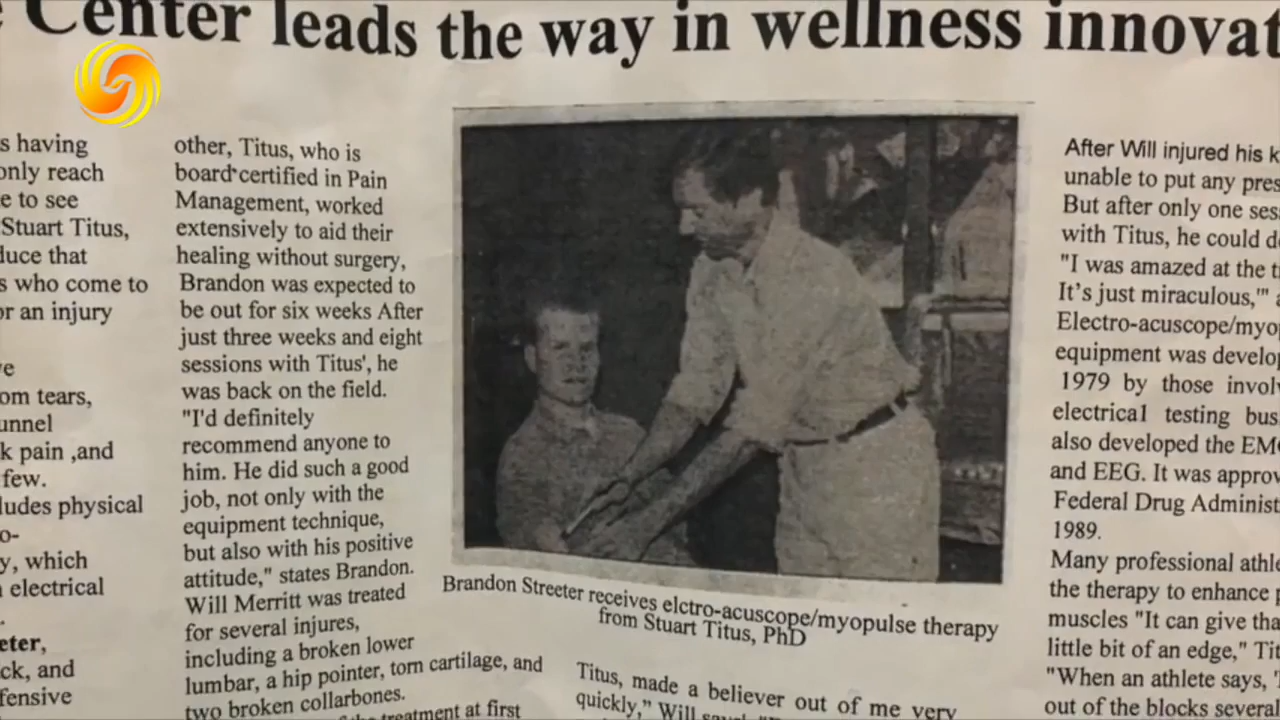 Center leads the way in wellness
s having
only reach
e to see
Stuart Titus,
duce that
s who come to
or an injury
ve
om tears,
unnel
k pain ,and
few.
ludes physical
o-
y, which
electrical
eter,
ck, and
fensive
other, Titus, who is
board certified in Pain
Management, worked
extensively to aid their
healing without surgery,
Brandon was expected to
be out for six weeks After
just three weeks and eight
sessions with Titus', he
was back on the field.
"I'd definitely
recommend anyone to
him. He did such a good
job, not only with the
equipment technique,
but also with his positive
attitude," states Brandon.
Will Merritt was treated
for several injures,
including a broken lower
lumbar, a hip pointer, torn cartilage, and
two broken collarbones.
treatment at first
Brandon Streeter receives elctro-acuscope/myopulse therapy
from Stuart Titus, PhD
Titus, made a believer out of me very
quickly," Will
After Will injured his k
unable to put any pres
But after only one ses
with Titus, he could d
"I was amazed at the t
It's just miraculous,'"
Electro-acuscope/myo
equipment was develop
1979 by those invol
electrical testing bus
also developed the EM
and EEG. It was approv
Federal Drug Administ
1989.
Many professional athle
the therapy to enhance p
muscles "It can give tha
little bit of an edge," Tit
"When an athlete says,
out of the blocks several